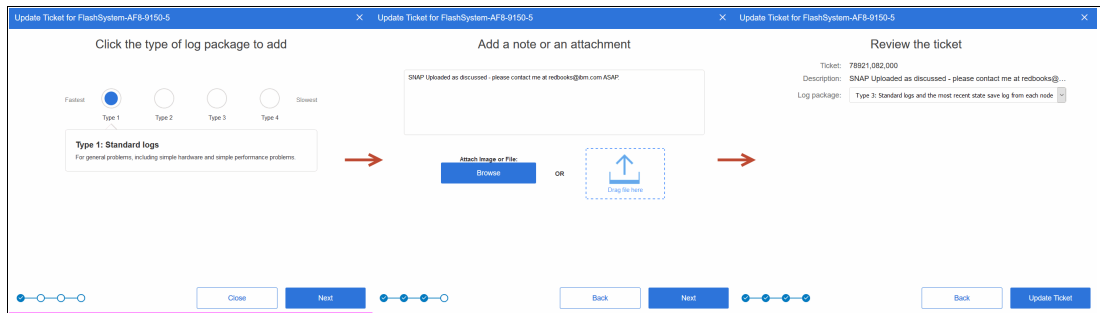 Update Ticket for FlashSystem-AF8-9150-5
Click the type of log package to add
Fastest
Slowest
Type 1
Type 2
Type 3
Type 4
Type 1: Standard logs
For general problems, including simple hardware and simple performance problems.
Close
Next
Update Ticket for FlashSystem-AF8-9150-5
Add a note or an attachment
SNAP Uploaded as discussed - please contact me at redbooks@ibm.com ASAP.
Attach Image or File:
Browse
OR
Drag file here
Back
Next
Update Ticket for FlashSystem-AF8-9150-5
Review the ticket
Ticket: 78921,082,000
Description: SNAP Uploaded as discussed - please contact me at redbooks@...
Log package: Type 3: Standard logs and the most recent state save log from each node
Back
Update Ticket